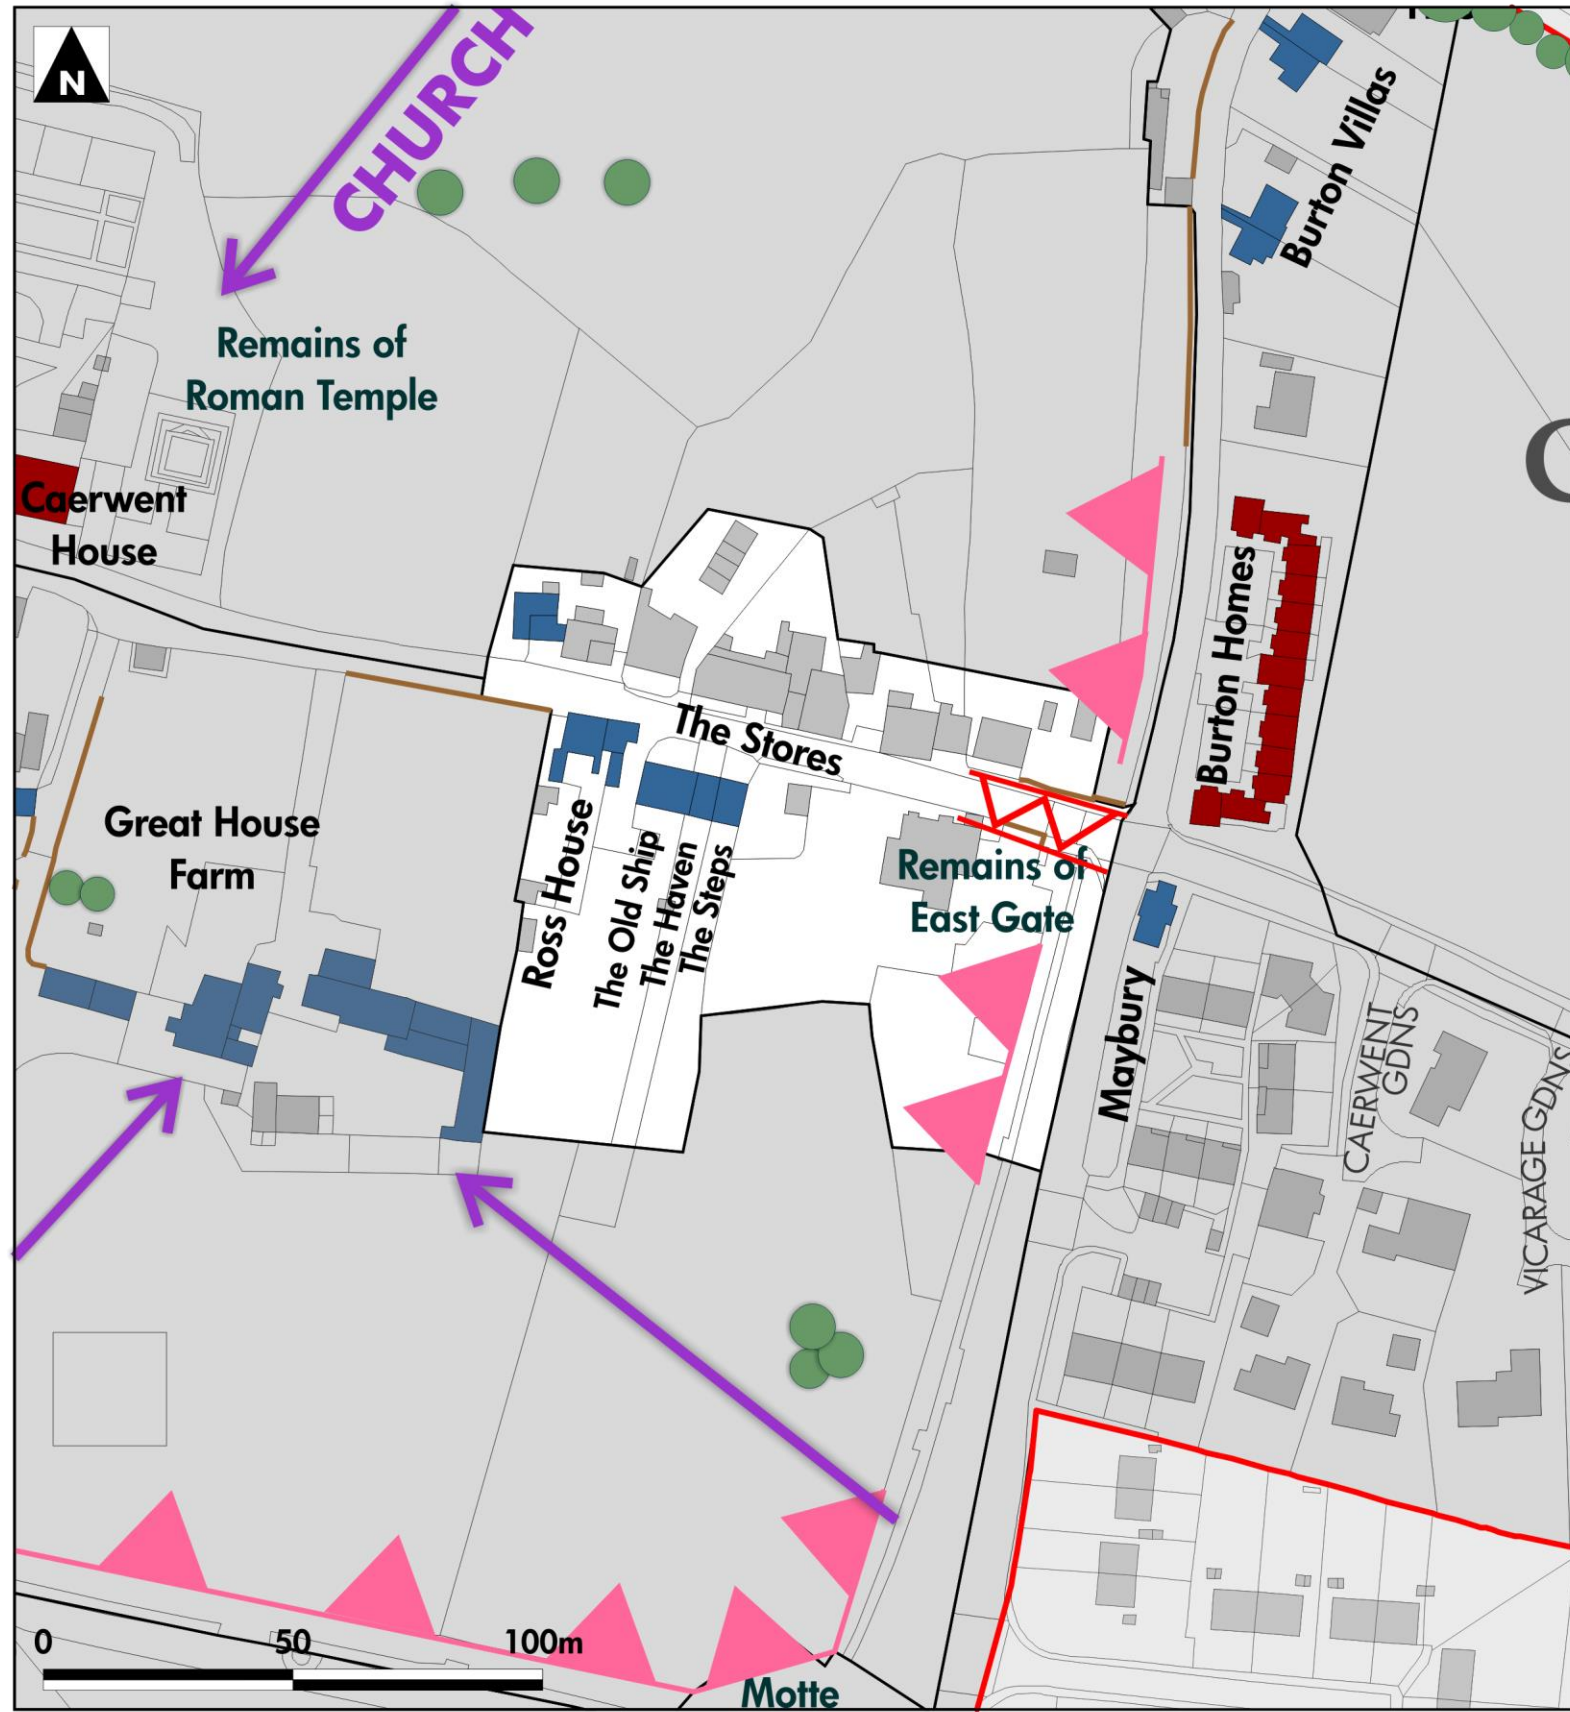 N
CHURCH
Burton Villas
Remains of
Roman Temple
C
Caerwent
House
Burton Homes
The Stores
Great House
Farm
Ross House
The Old Ship
The Haven
The Steps
Remains of
East Gate
Maybury
CAERWENT
GDNS
VICARAGE GDNS
0 50 100m
Motte